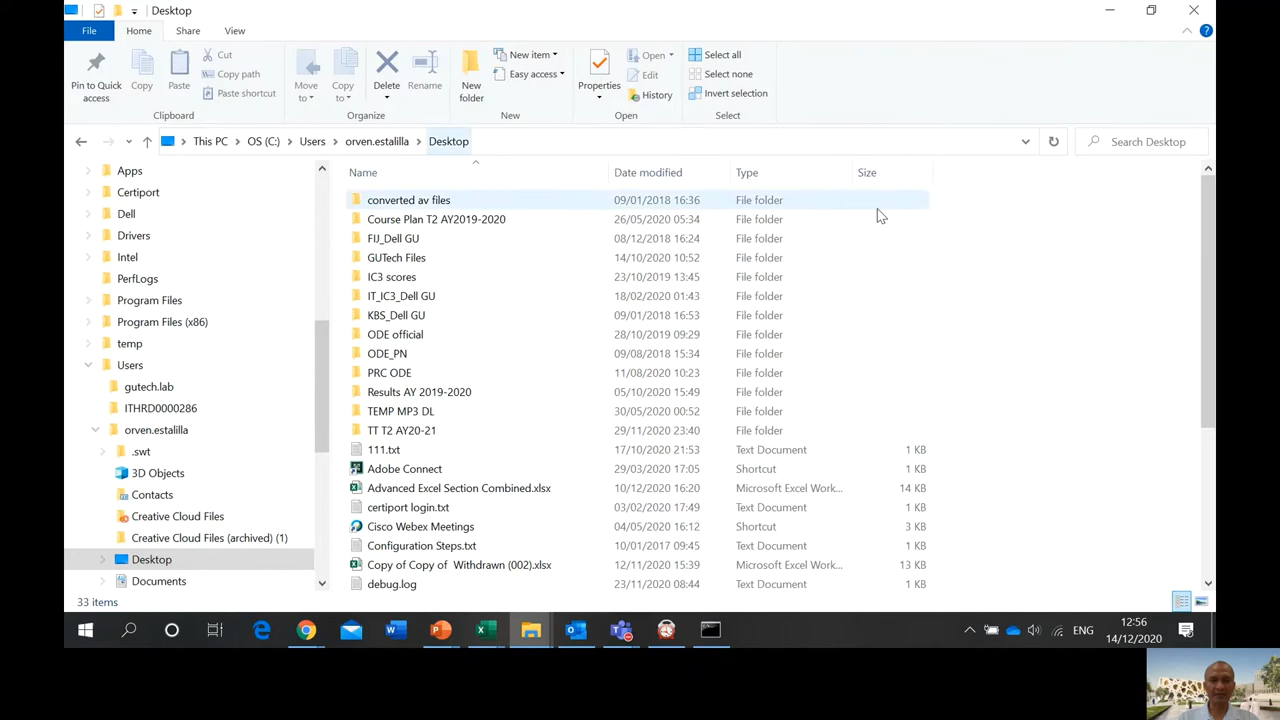 Desktop
File
Home
Share
View
Pin to Quick access
Copy
Paste
Cut
Copy path
Paste shortcut
Clipboard
Move to
Copy to
Delete
Rename
Organize
New folder
New item
Easy access
New
Properties
Open
Edit
History
Open
Select all
Select none
Invert selection
Select
This PC
OS (C:)
Users
orven.estalilla
Desktop
Search Desktop
Apps
Certiport
Dell
Drivers
Intel
PerfLogs
Program Files
Program Files (x86)
temp
Users
gutech.lab
ITHRD0000286
orven.estalilla
.swt
3D Objects
Contacts
Creative Cloud Files
Creative Cloud Files (archived) (1)
Desktop
Documents
Name Date modified Type Size
converted av files 09/01/2018 16:36 File folder
Course Plan T2 AY2019-2020 26/05/2020 05:34 File folder
FIJ_Dell GU 08/12/2018 16:24 File folder
GUTech Files 14/10/2020 10:52 File folder
IC3 scores 23/10/2019 13:45 File folder
IT_IC3_Dell GU 18/02/2020 01:43 File folder
KBS_Dell GU 09/01/2018 16:53 File folder
ODE official 28/10/2019 09:29 File folder
ODE_PN 09/08/2018 15:34 File folder
PRC ODE 11/08/2020 10:23 File folder
Results AY 2019-2020 05/10/2020 15:49 File folder
TEMP MP3 DL 30/05/2020 00:52 File folder
TT T2 AY20-21 29/11/2020 23:40 File folder
111.txt 17/10/2020 21:53 Text Document 1 KB
Adobe Connect 29/03/2020 17:05 Shortcut 1 KB
Advanced Excel Section Combined.xlsx 10/12/2020 16:20 Microsoft Excel Work... 14 KB
certiport login.txt 03/02/2020 17:49 Text Document 1 KB
Cisco Webex Meetings 04/05/2020 16:12 Shortcut 3 KB
Configuration Steps.txt 10/01/2017 09:45 Text Document 1 KB
Copy of Copy of Withdrawn (002).xlsx 12/11/2020 15:39 Microsoft Excel Work... 13 KB
debug.log 23/11/2020 08:44 Text Document 1 KB
33 items
ENG
12:56
14/12/2020